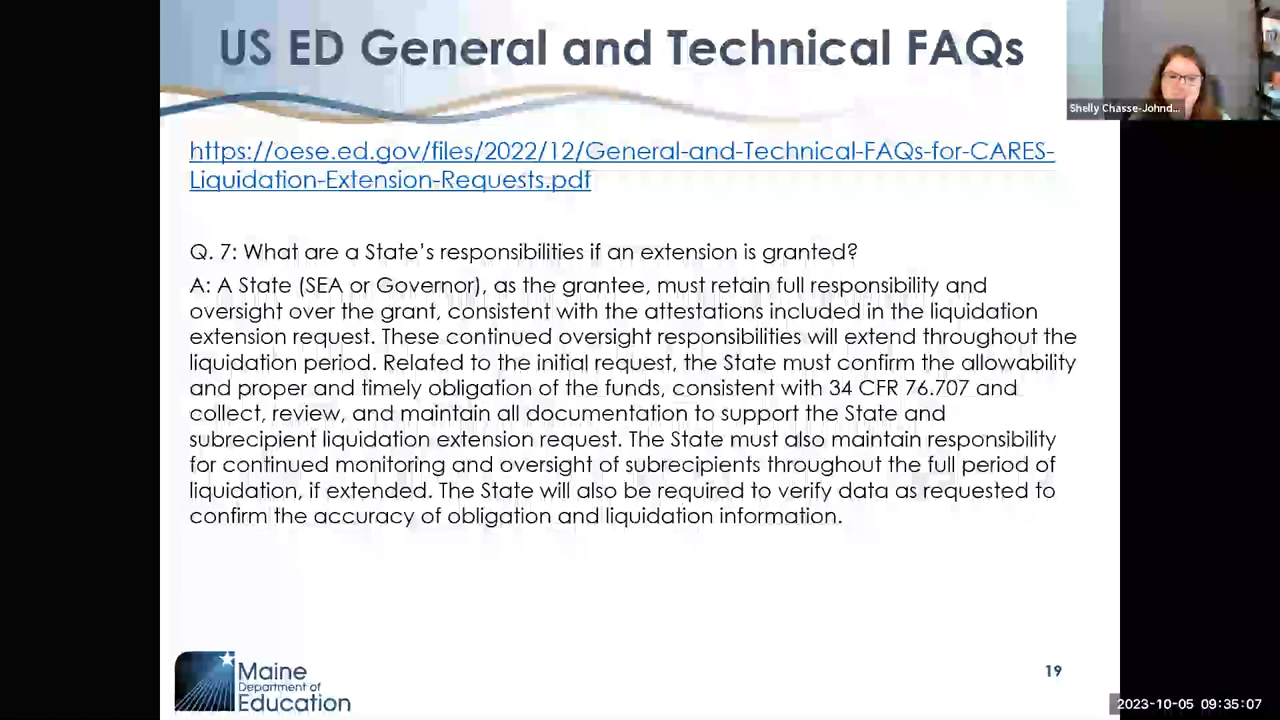 US ED General and Technical FAQs
Shelly Chasse-Johnd...
https://oese.ed.gov/files/2022/12/General-and-Technical-FAQs-for-CARES-
Liquidation-Extension-Requests.pdf
Q. 7: What are a State's responsibilities if an extension is granted?
A: A State (SEA or Governor), as the grantee, must retain full responsibility and
oversight over the grant, consistent with the attestations included in the liquidation
extension request. These continued oversight responsibilities will extend throughout the
liquidation period. Related to the initial request, the State must confirm the allowability
and proper and timely obligation of the funds, consistent with 34 CFR 76.707 and
collect, review, and maintain all documentation to support the State and
subrecipient liquidation extension request. The State must also maintain responsibility
for continued monitoring and oversight of subrecipients throughout the full period of
liquidation, if extended. The State will also be required to verify data as requested to
confirm the accuracy of obligation and liquidation information.
Maine
Department of
Education
19
2023-10-05 09:35:07